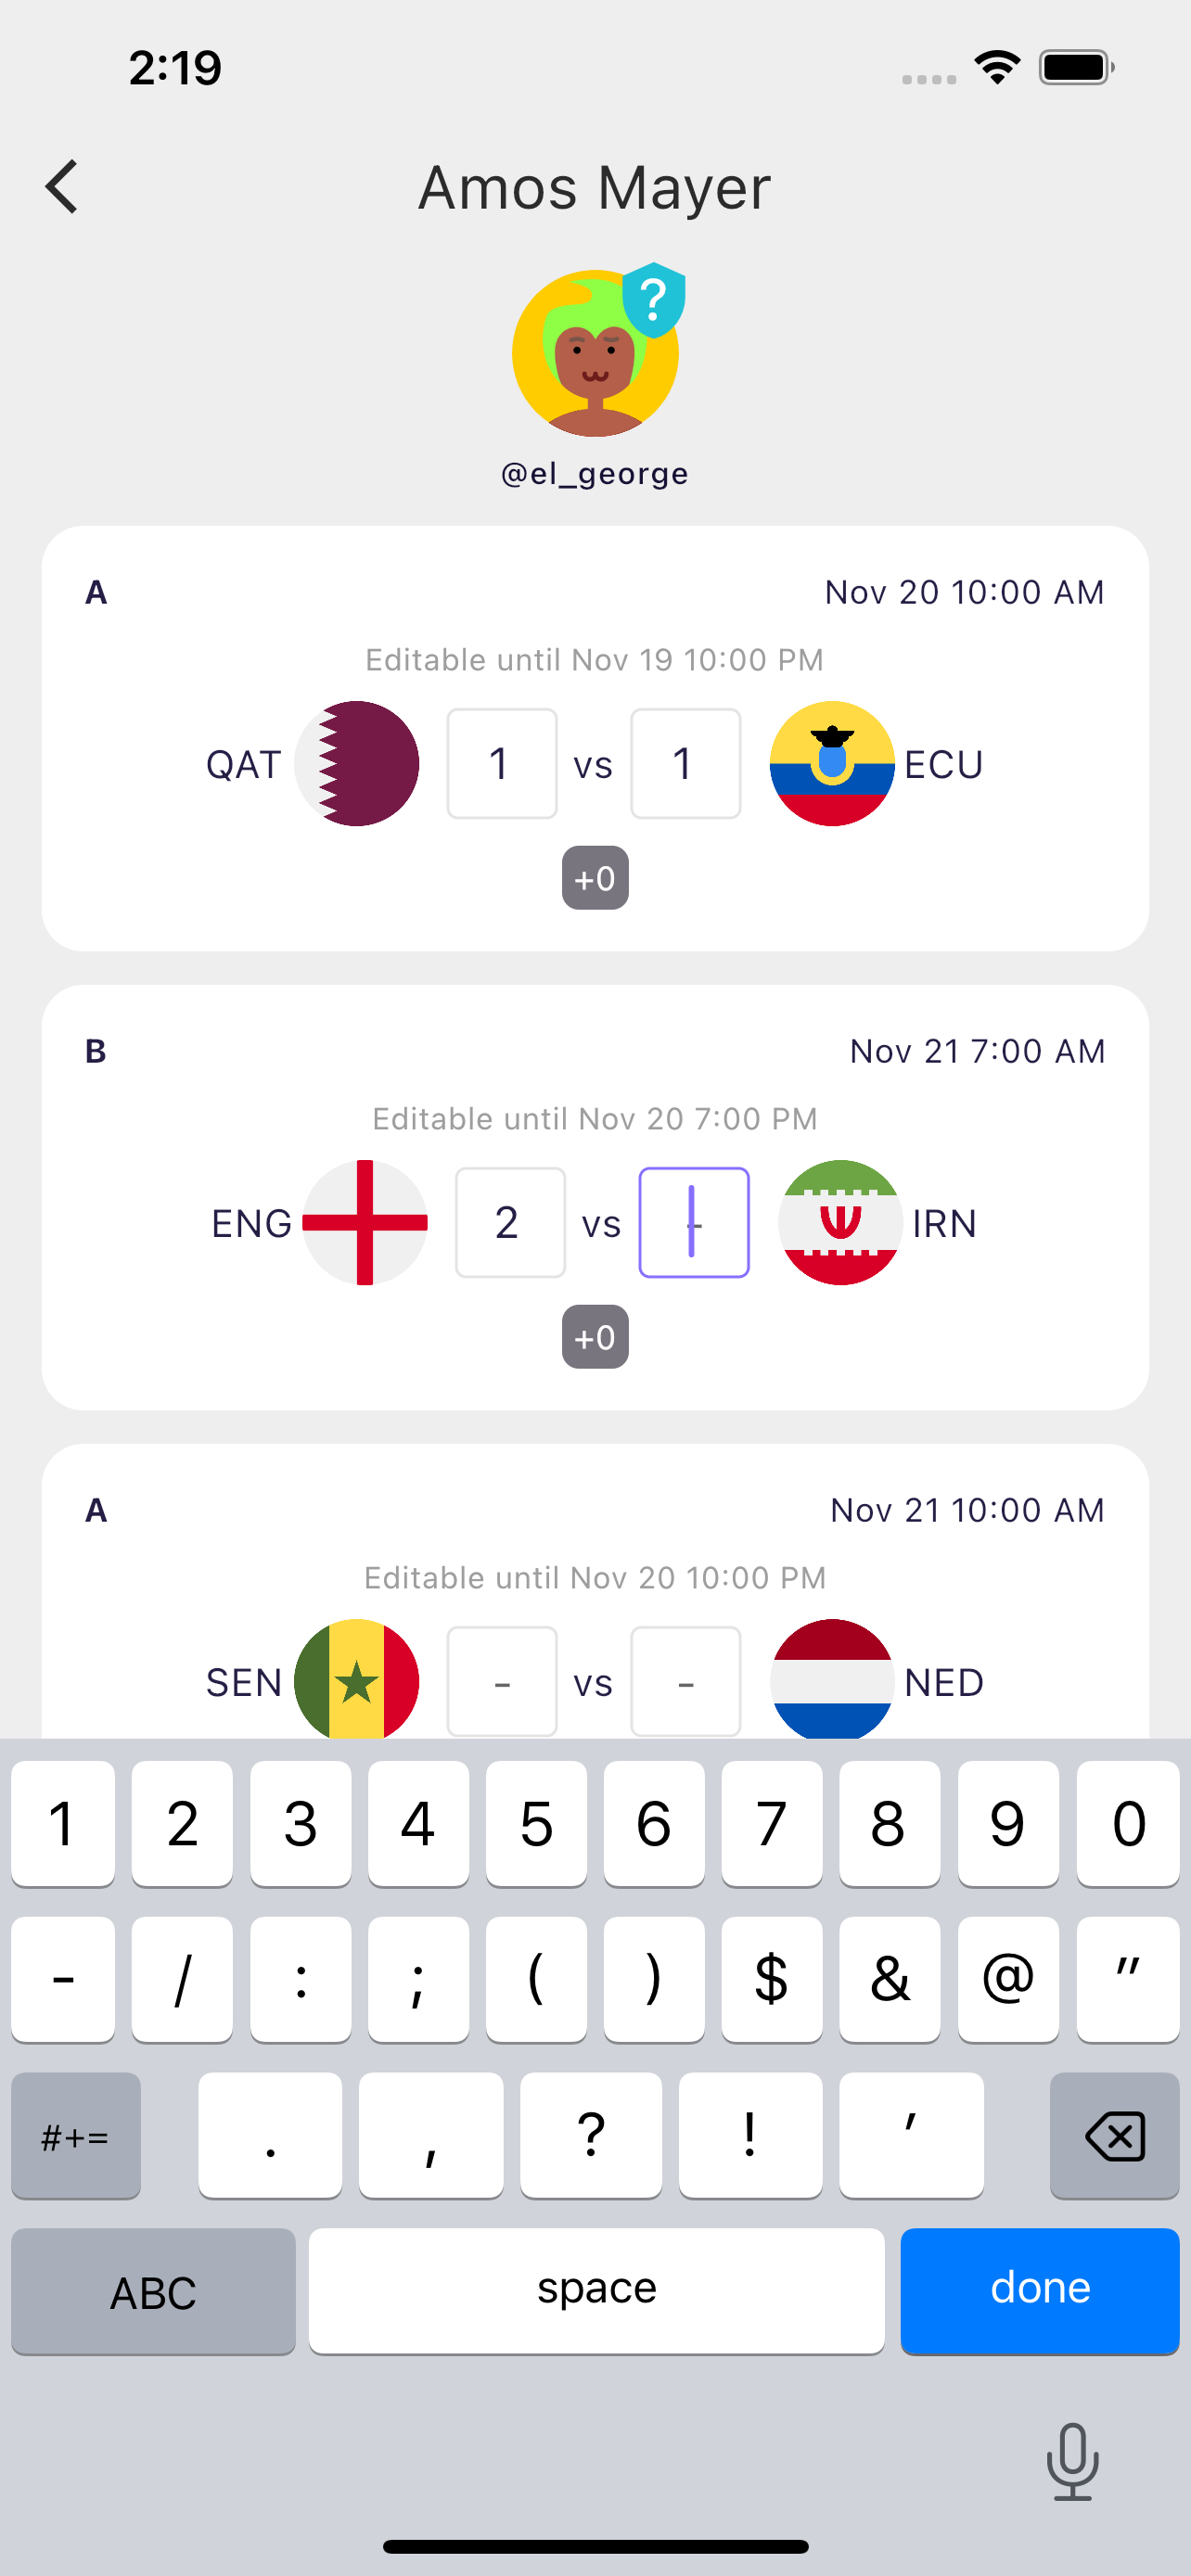 2:19
Amos Mayer
?
@el_george
A Nov 20 10:00 AM
Editable until Nov 19 10:00 PM
QAT 1 vs 1 ECU
+0
B Nov 21 7:00 AM
Editable until Nov 20 7:00 PM
ENG 2 vs - IRN
+0
A Nov 21 10:00 AM
Editable until Nov 20 10:00 PM
SEN - vs - NED
1 2 3 4 5 6 7 8 9 0
- / : ; ( ) $ & @ "
#+= . , ? ! ’
ABC space done